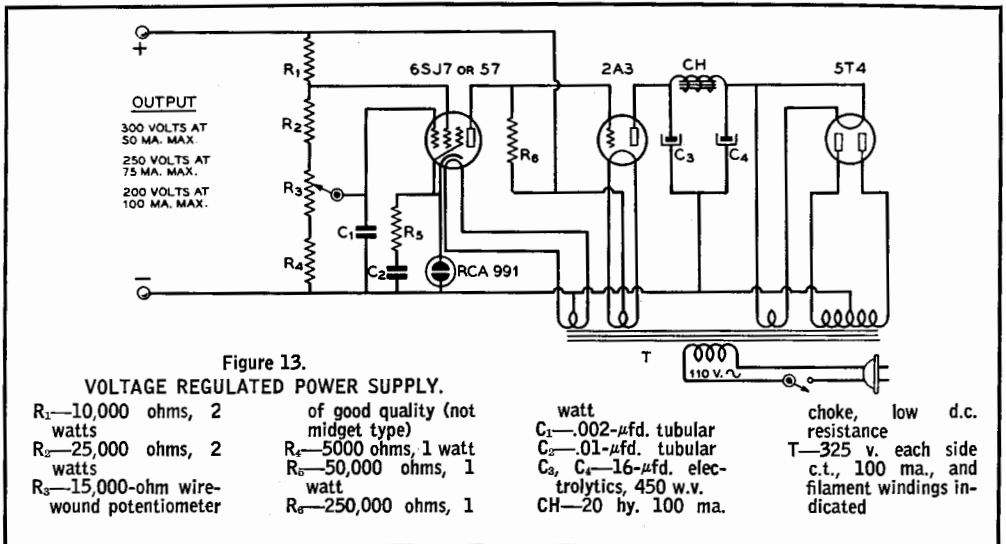 +
R1
6SJ7 OR 57
2A3
CH
5T4
OUTPUT
300 VOLTS AT
50 MA. MAX.
250 VOLTS AT
75 MA. MAX.
200 VOLTS AT
100 MA. MAX.
R2
R6
C3
C4
R3
C1
R5
R4
C2
RCA 991
−
T
110 V. ~
Figure 13.
VOLTAGE REGULATED POWER SUPPLY.
R₁—10,000 ohms, 2
watts
R₂—25,000 ohms, 2
watts
R₃—15,000-ohm wire-
wound potentiometer
of good quality (not
midget type)
R₄—5000 ohms, 1 watt
R₅—50,000 ohms, 1
watt
R₆—250,000 ohms, 1
watt
C₁—.002-μfd. tubular
C₂—.01-μfd. tubular
C₃, C₄—16-μfd. elec-
trolytics, 450 w.v.
CH—20 hy. 100 ma.
choke, low d.c.
resistance
T—325 v. each side
c.t., 100 ma., and
filament windings in-
dicated